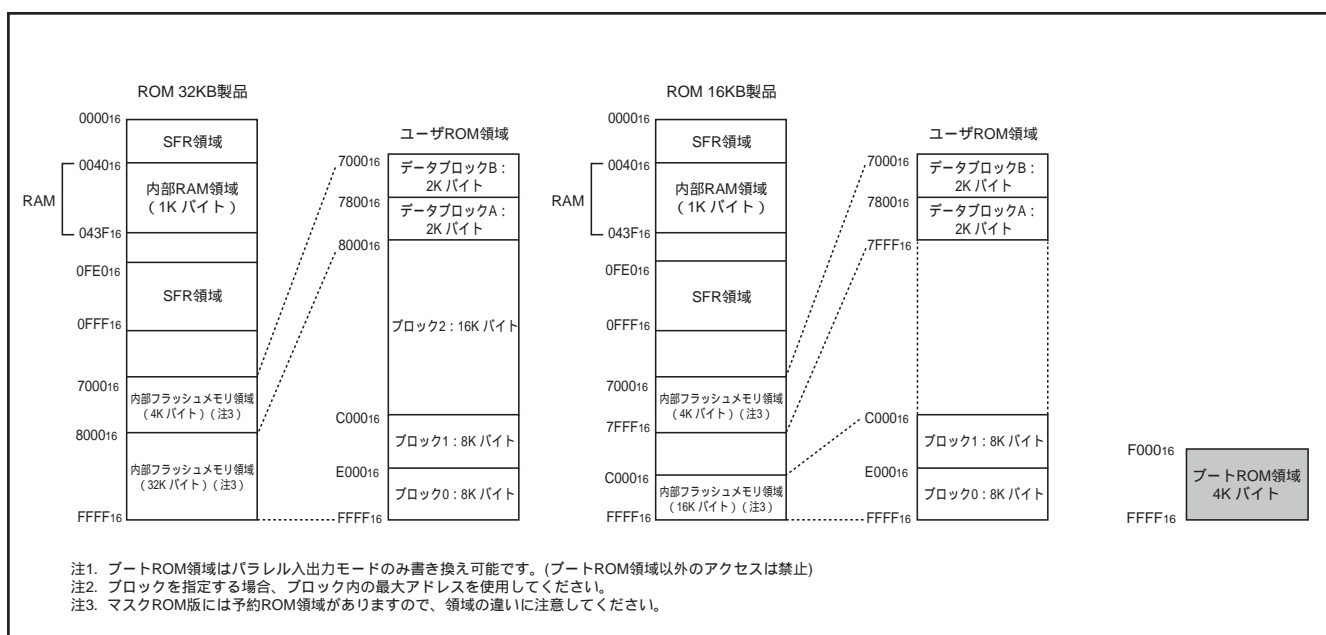 ROM 32KB製品
000016
SFR領域
004016
RAM
内部RAM領域
(1K バイト)
043F16
0FE016
SFR領域
0FFF16
700016
内部フラッシュメモリ領域
(4K バイト)(注3)
800016
内部フラッシュメモリ領域
(32K バイト)(注3)
FFFF16
ユーザROM領域
700016
データブロックB:
2K バイト
780016
データブロックA:
2K バイト
800016
ブロック2:16K バイト
C00016
ブロック1:8K バイト
E00016
ブロック0:8K バイト
FFFF16
ROM 16KB製品
000016
SFR領域
004016
RAM
内部RAM領域
(1K バイト)
043F16
0FE016
SFR領域
0FFF16
700016
内部フラッシュメモリ領域
(4K バイト)(注3)
7FFF16
C00016
内部フラッシュメモリ領域
(16K バイト)(注3)
FFFF16
ユーザROM領域
700016
データブロックB:
2K バイト
780016
データブロックA:
2K バイト
7FFF16
C00016
ブロック1:8K バイト
E00016
ブロック0:8K バイト
FFFF16
F00016
ブートROM領域
4K バイト
FFFF16
注1. ブートROM領域はパラレル入出力モードのみ書き換え可能です。(ブートROM領域以外のアクセスは禁止)
注2. ブロックを指定する場合、ブロック内の最大アドレスを使用してください。
注3. マスクROM版には予約ROM領域がありますので、領域の違いに注意してください。